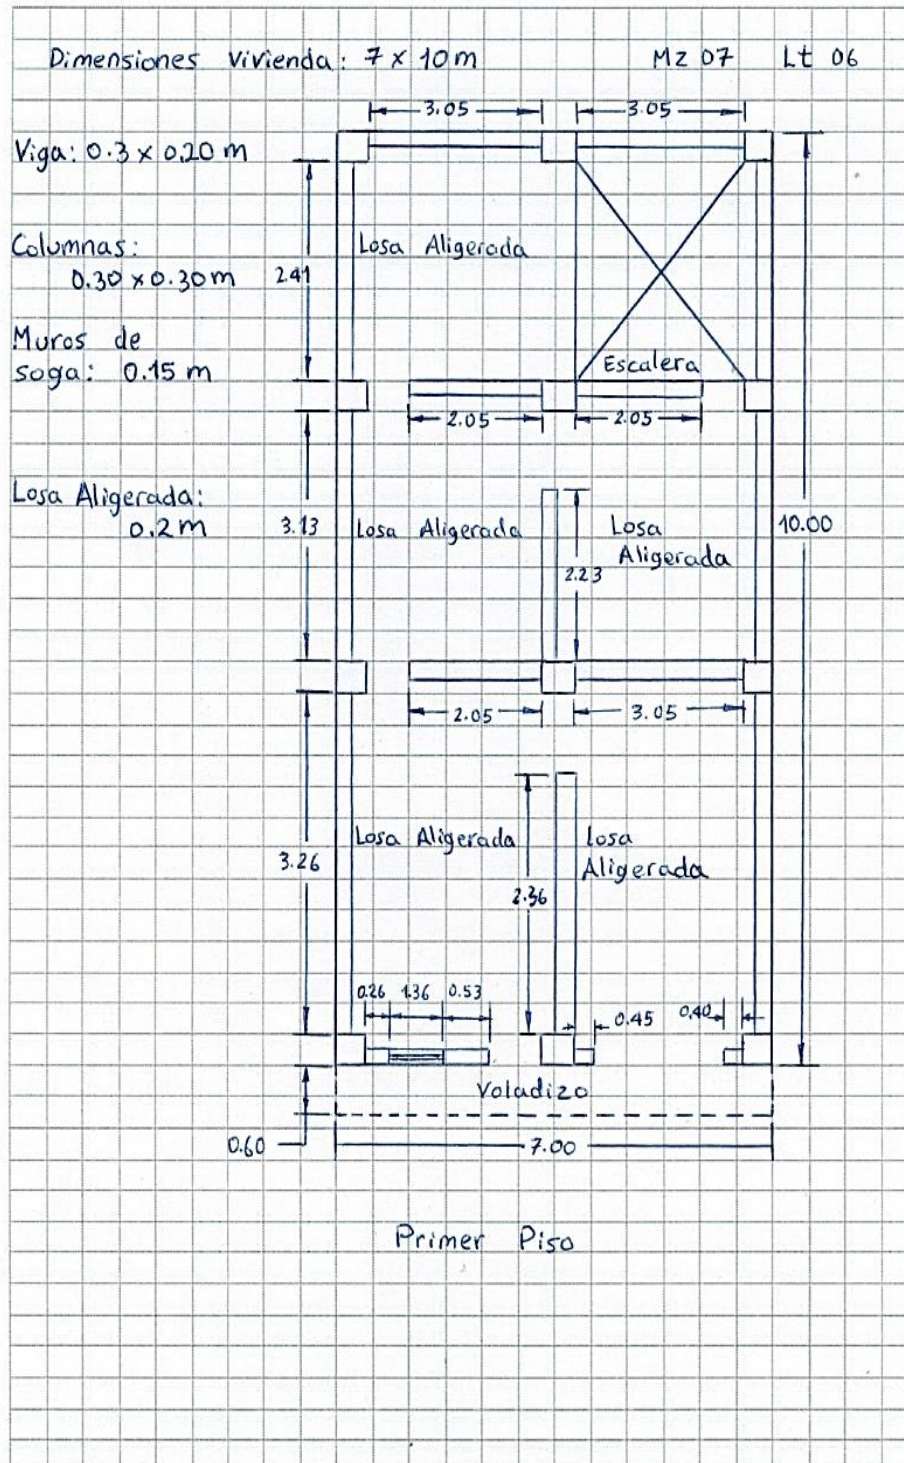 Dimensiones Vivienda: 7 x 10 m
Mz 07 Lt 06
3.05 3.05
Viga: 0.3 x 0.20 m
Columnas:
0.30 x 0.30 m
2.41
Losa Aligerada
Muros de
soga: 0.15 m
Escalera
2.05 2.05
Losa Aligerada:
0.2 m
3.13
Losa Aligerada
Losa
Aligerada
10.00
2.23
2.05 3.05
3.26
Losa Aligerada
Losa
Aligerada
2.36
0.26 1.36 0.53
0.45 0.40
Voladizo
0.60
7.00
Primer Piso